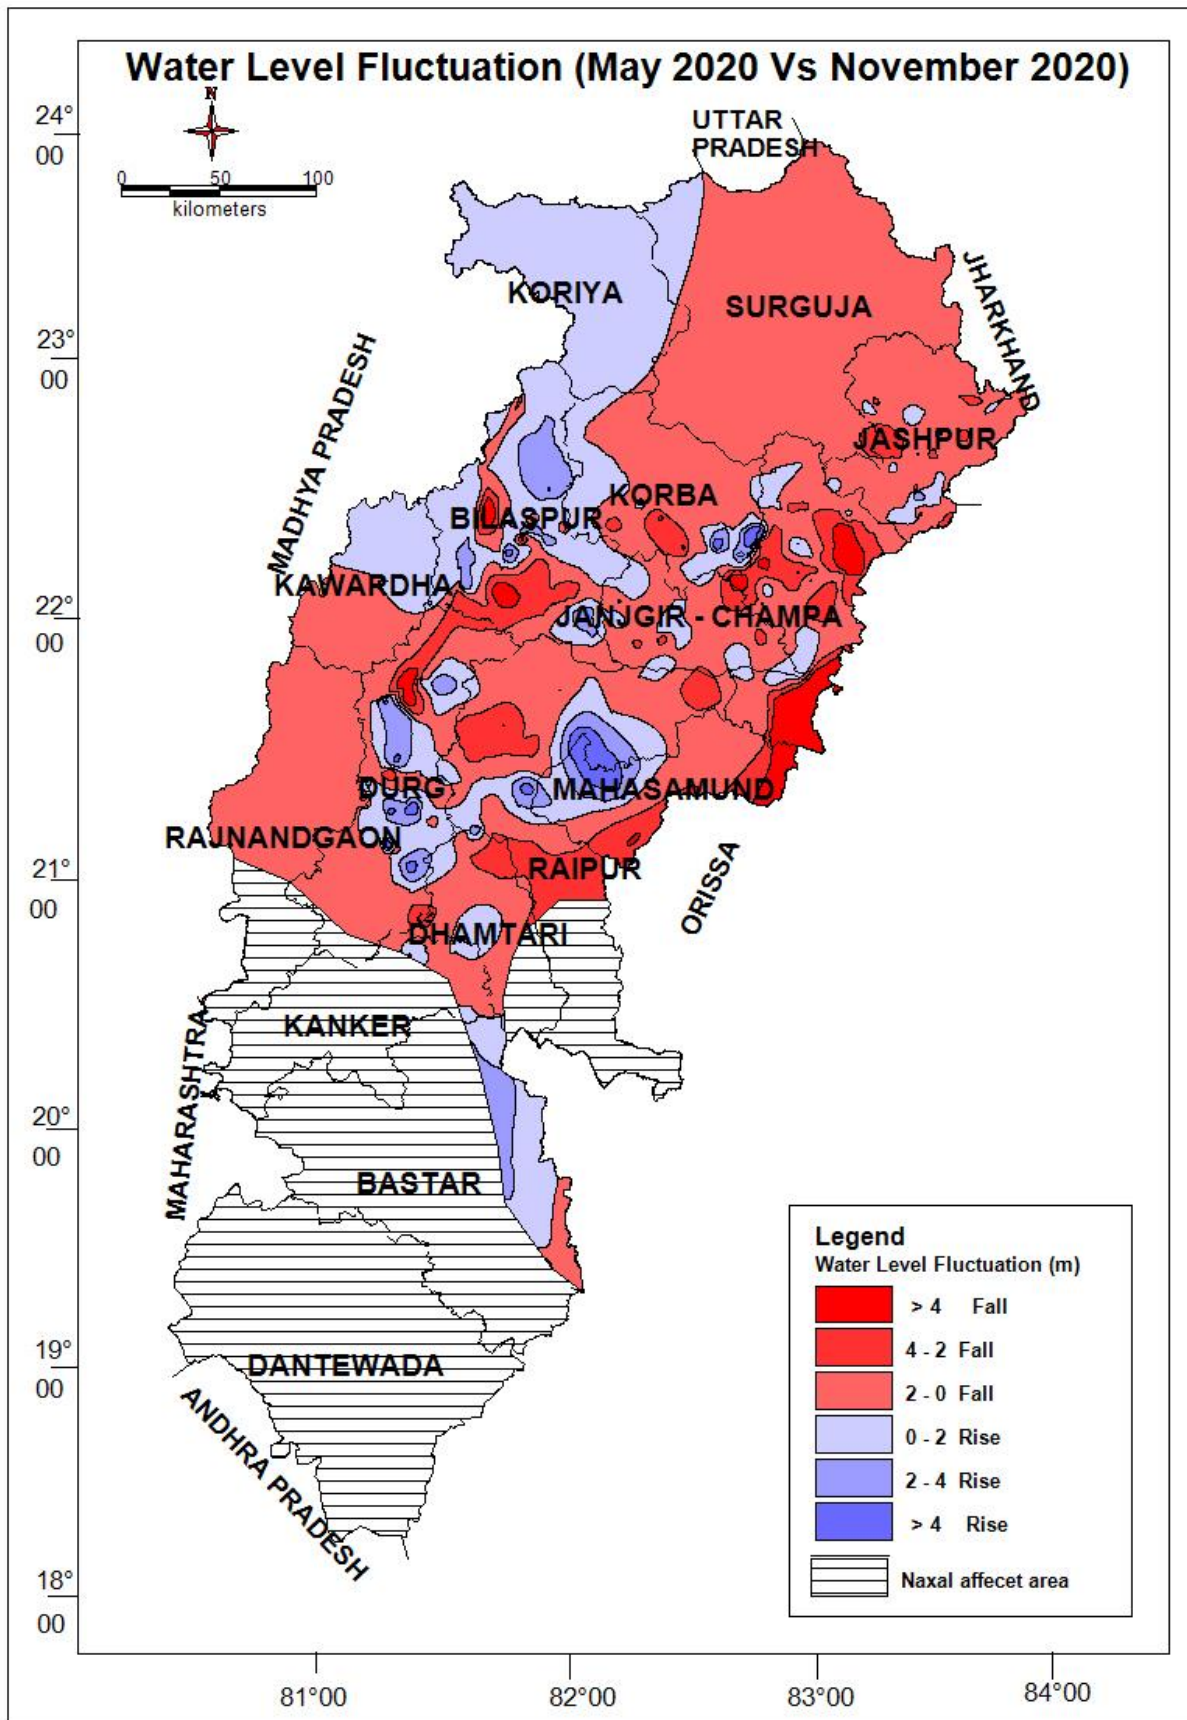 Water Level Fluctuation (May 2020 Vs November 2020)
N
0 50 100
kilometers
24°
00
23°
00
22°
00
21°
00
20°
00
19°
00
18°
00
UTTAR
PRADESH
JHARKHAND
KORIYA
SURGUJA
MADHYA PRADESH
JASHPUR
KORBA
BILASPUR
KAWARDHA
JANJGIR - CHAMPA
DURG
MAHASAMUND
RAJNANDGAON
RAIPUR
ORISSA
DHAMTARI
KANKER
MAHARASHTRA
BASTAR
DANTEWADA
ANDHRA PRADESH
Legend
Water Level Fluctuation (m)
> 4 Fall
4 - 2 Fall
2 - 0 Fall
0 - 2 Rise
2 - 4 Rise
> 4 Rise
Naxal affecet area
81°00 82°00 83°00 84°00